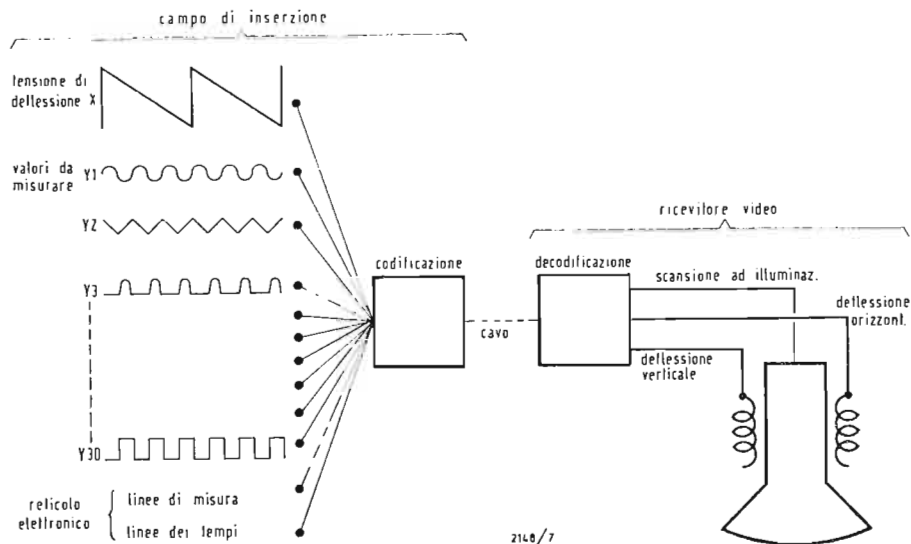 campo di inserzione
tensione di
deflessione X
valori da
misurare
Y1
Y2
Y3
Y30
reticolo
elettronico
linee di misura
linee dei tempi
codificazione
cavo
ricevitore video
decodificazione
scansione ad illuminaz.
deflessione
orizzont.
deflessione
verticale
2148/7